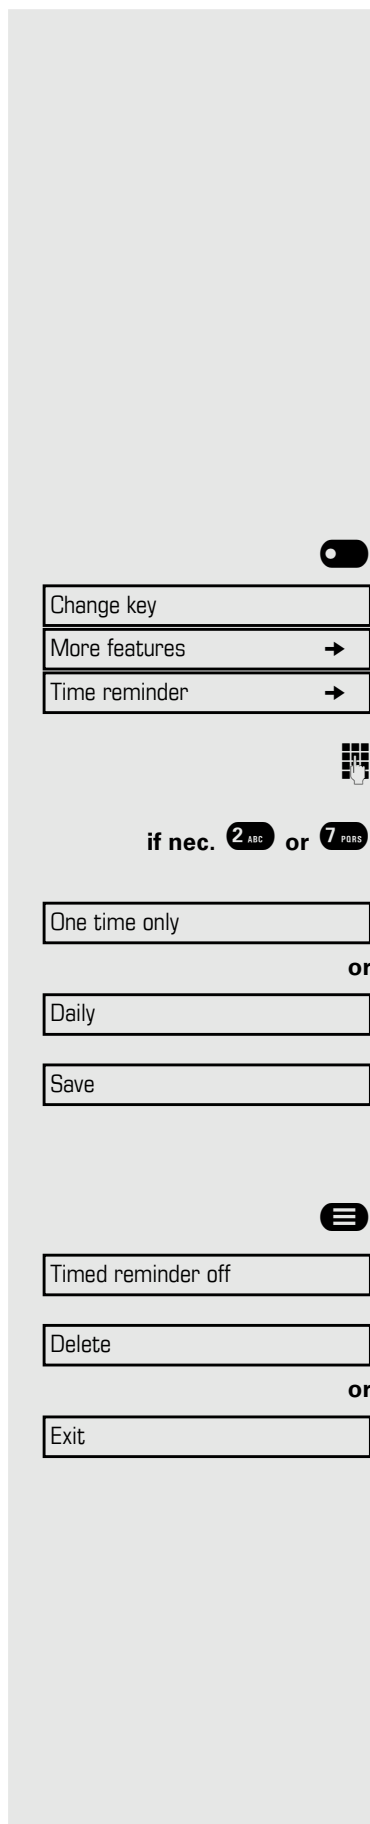 Change key
More features →
Time reminder →
if nec. 2 ABC or 7 PQRS
One time only
or
Daily
Save
Timed reminder off
Delete
or
Exit